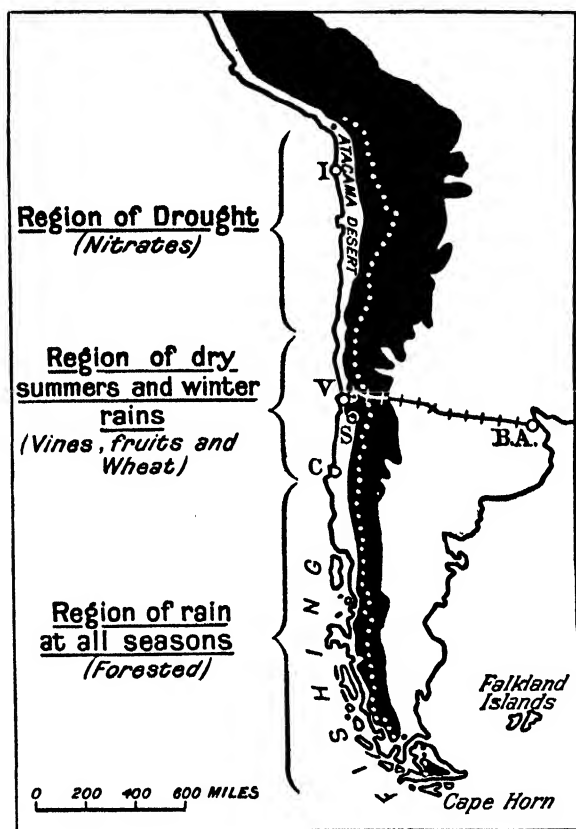 ATACAMA DESERT
I
Region of Drought
(Nitrates)
Region of dry
summers and winter
rains
(Vines, fruits and
Wheat)
V
S
B.A.
C
FISHING
Region of rain
at all seasons
(Forested)
Falkland
Islands
0 200 400 600 MILES
Cape Horn